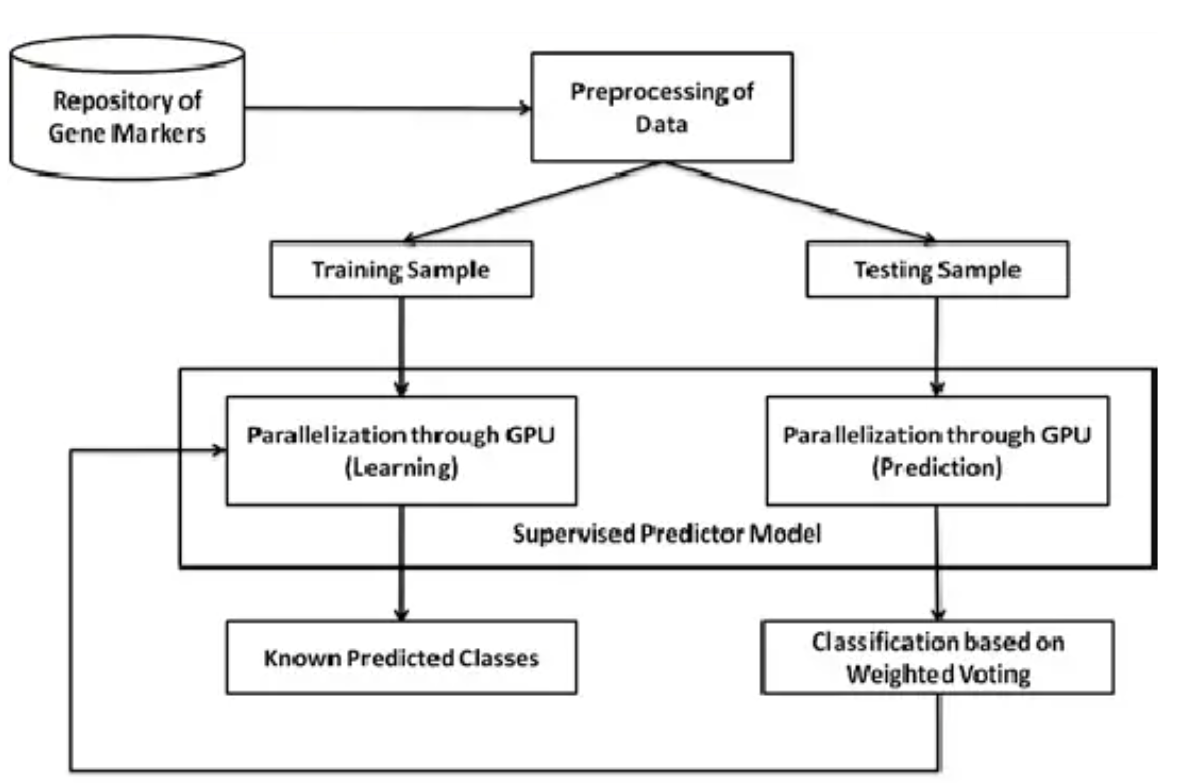 Repository of
Gene Markers
Preprocessing of
Data
Training Sample
Testing Sample
Parallelization through GPU
(Learning)
Parallelization through GPU
(Prediction)
Supervised Predictor Model
Known Predicted Classes
Classification based on
Weighted Voting